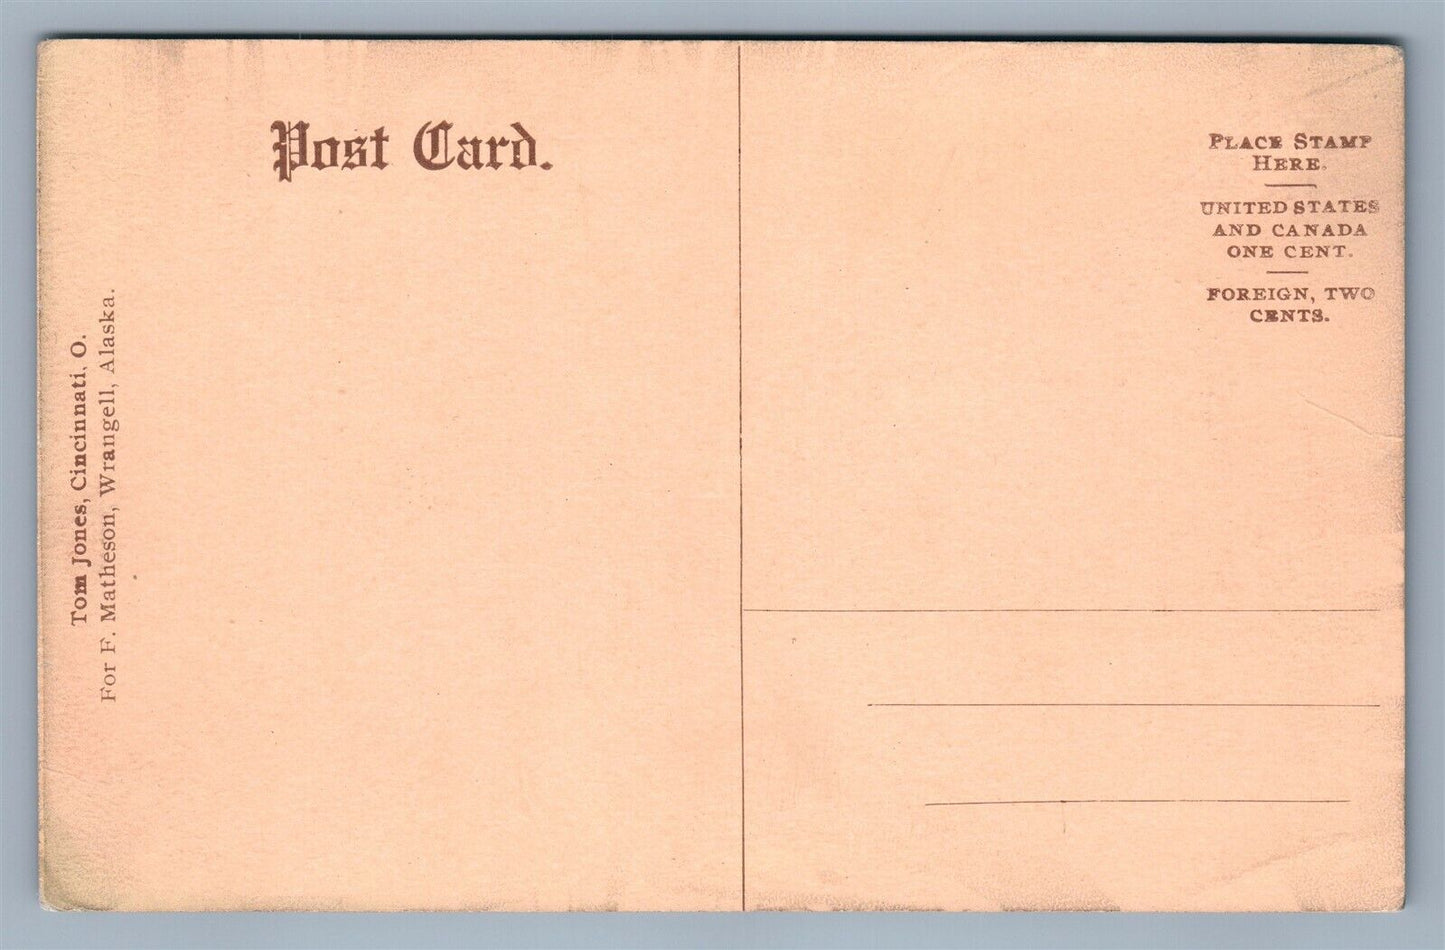 Post Card.
PLACE STAMP
HERE.
UNITED STATES
AND CANADA
ONE CENT.
FOREIGN, TWO
CENTS.
Tom Jones, Cincinnati, O.
For F. Matheson, Wrangell, Alaska.